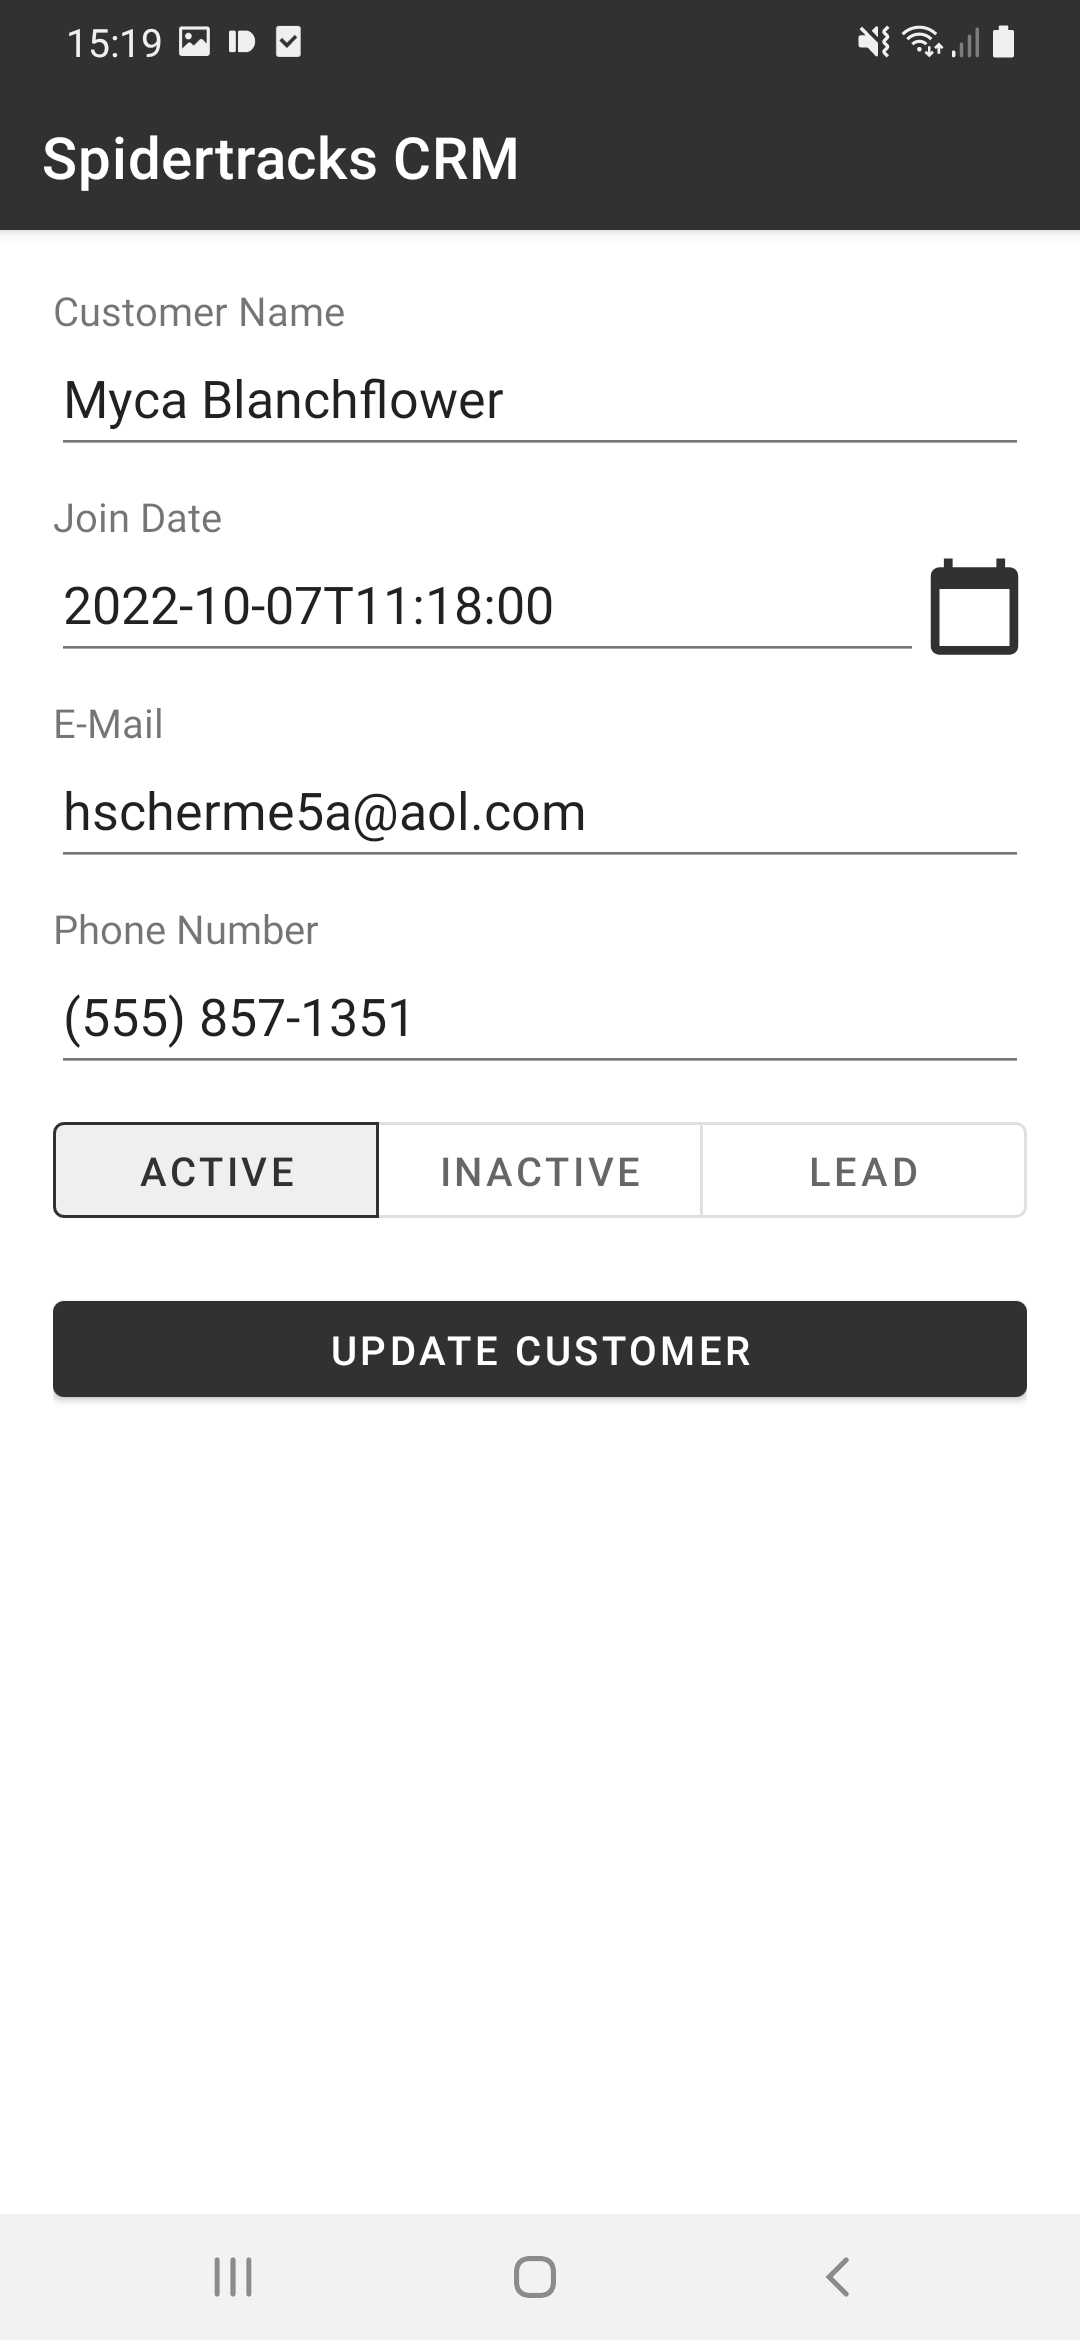 15:19
Spidertracks CRM
Customer Name
Myca Blanchflower
Join Date
2022-10-07T11:18:00
E-Mail
hscherme5a@aol.com
Phone Number
(555) 857-1351
ACTIVE INACTIVE LEAD
UPDATE CUSTOMER